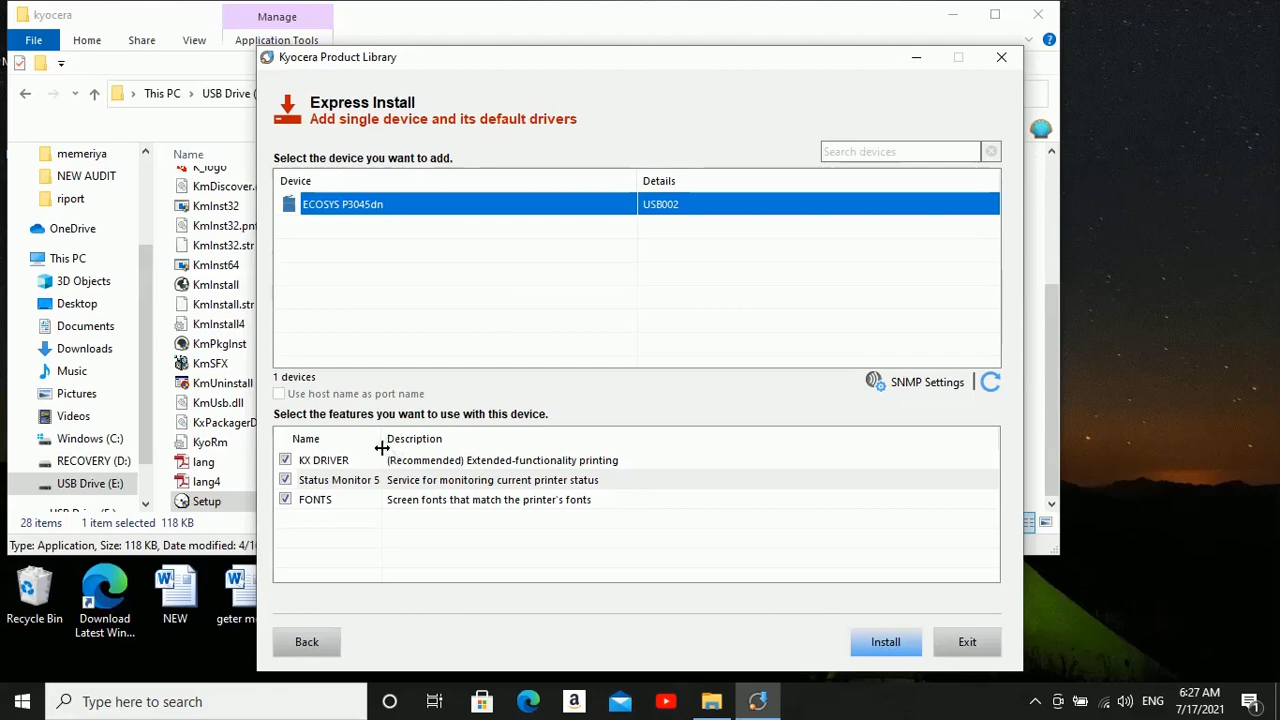 kyocera
Manage
File
Home
Share
View
Application Tools
This PC
USB Drive (
memeriya
NEW AUDIT
riport
OneDrive
This PC
3D Objects
Desktop
Documents
Downloads
Music
Pictures
Videos
Windows (C:)
RECOVERY (D:)
USB Drive (E:)
Name
K_logo
KmDiscover.
KmInst32
KmInst32.pnt
KmInst32.str
KmInst64
KmInstall
KmInstall.str
KmInstall4
KmPkgInst
KmSFX
KmUninstall
KmUsb.dll
KxPackagerD
KyoRm
lang
lang4
Setup
28 items
1 item selected
118 KB
Type: Application, Size: 118 KB, Date modified: 4/1
Kyocera Product Library
Express Install
Add single device and its default drivers
Select the device you want to add.
Search devices
Device
Details
ECOSYS P3045dn
USB002
1 devices
Use host name as port name
SNMP Settings
Select the features you want to use with this device.
Name
Description
KX DRIVER
(Recommended) Extended-functionality printing
Status Monitor 5
Service for monitoring current printer status
FONTS
Screen fonts that match the printer's fonts
Back
Install
Exit
Recycle Bin
Download
Latest Win...
NEW
geter m
Type here to search
ENG
6:27 AM
7/17/2021
1